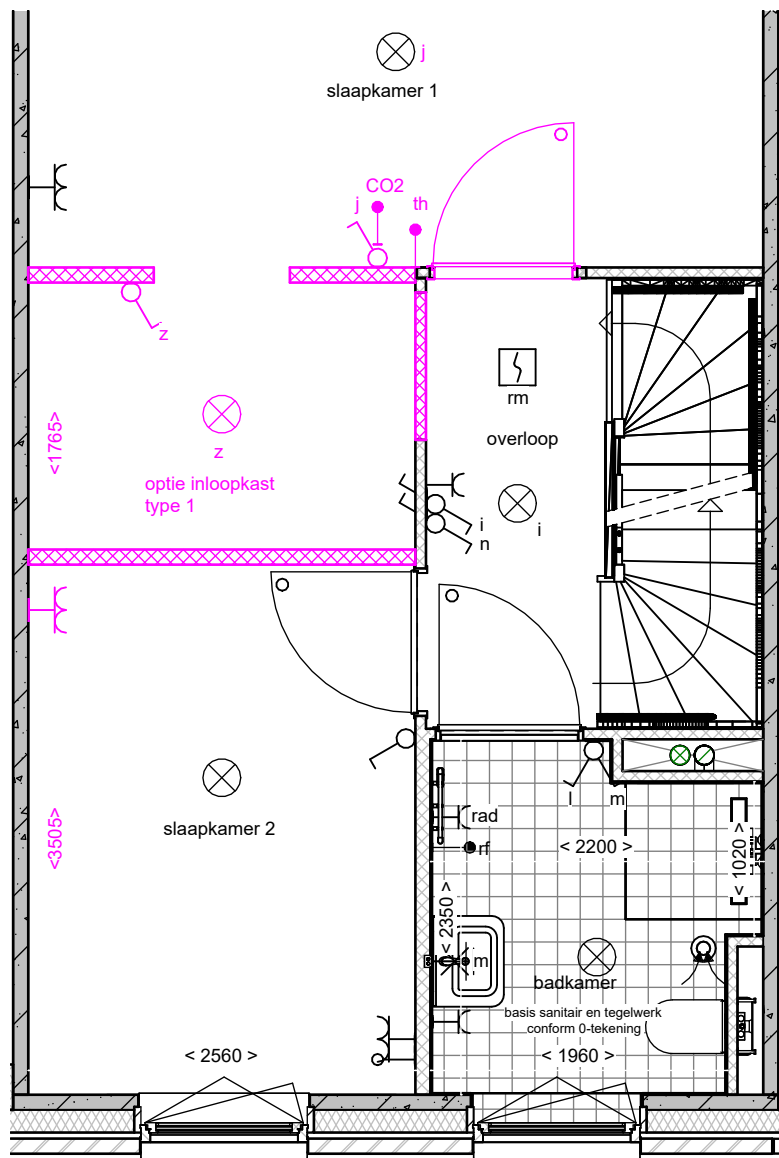 j
slaapkamer 1
CO2
j
th
z
rm
overloop
<1765>
z
optie inloopkast
type 1
i
n
i
l
m
rad
< 2200 >
rf
< 1020 >
<3505>
slaapkamer 2
< 2350 >
m
badkamer
basis sanitair en tegelwerk
conform 0-tekening
< 2560 >
< 1960 >